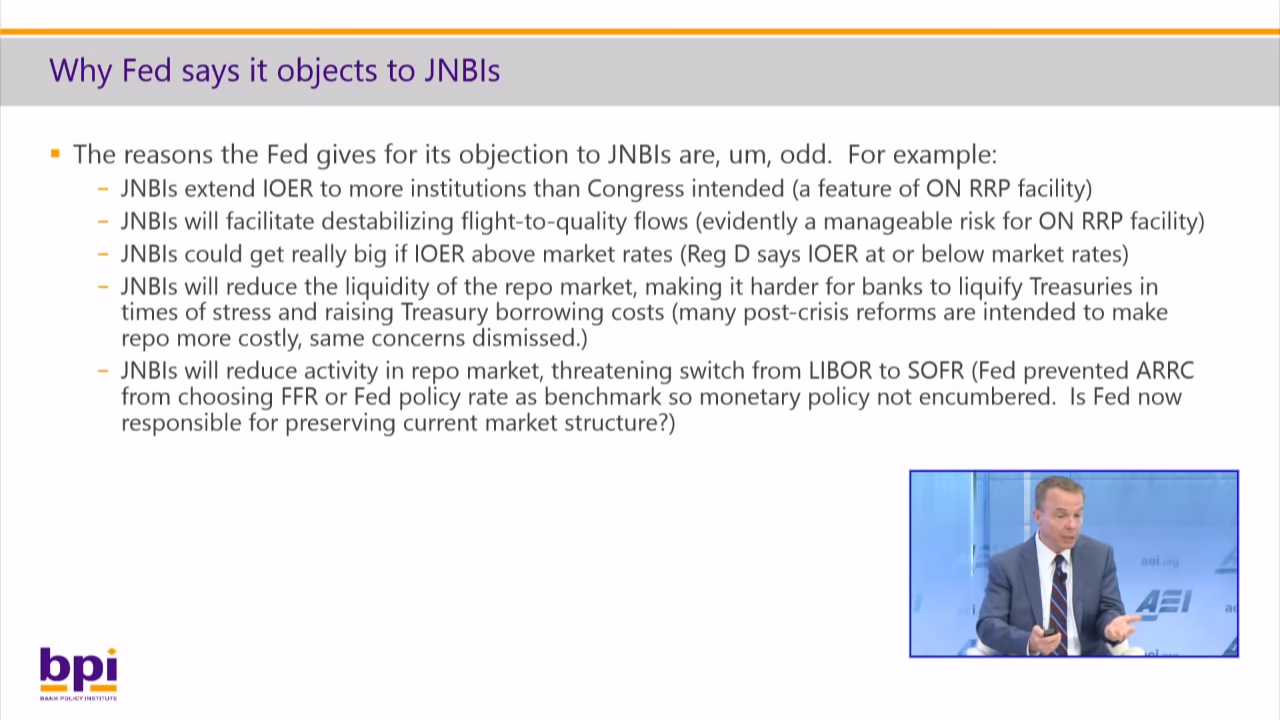 Why Fed says it objects to JNBIs
▪ The reasons the Fed gives for its objection to JNBIs are, um, odd.  For example:
– JNBIs extend IOER to more institutions than Congress intended (a feature of ON RRP facility)
– JNBIs will facilitate destabilizing flight-to-quality flows (evidently a manageable risk for ON RRP facility)
– JNBIs could get really big if IOER above market rates (Reg D says IOER at or below market rates)
– JNBIs will reduce the liquidity of the repo market, making it harder for banks to liquify Treasuries in
times of stress and raising Treasury borrowing costs (many post-crisis reforms are intended to make
repo more costly, same concerns dismissed.)
– JNBIs will reduce activity in repo market, threatening switch from LIBOR to SOFR (Fed prevented ARRC
from choosing FFR or Fed policy rate as benchmark so monetary policy not encumbered.  Is Fed now
responsible for preserving current market structure?)
aei.org
AEI
bpi
BANK POLICY INSTITUTE